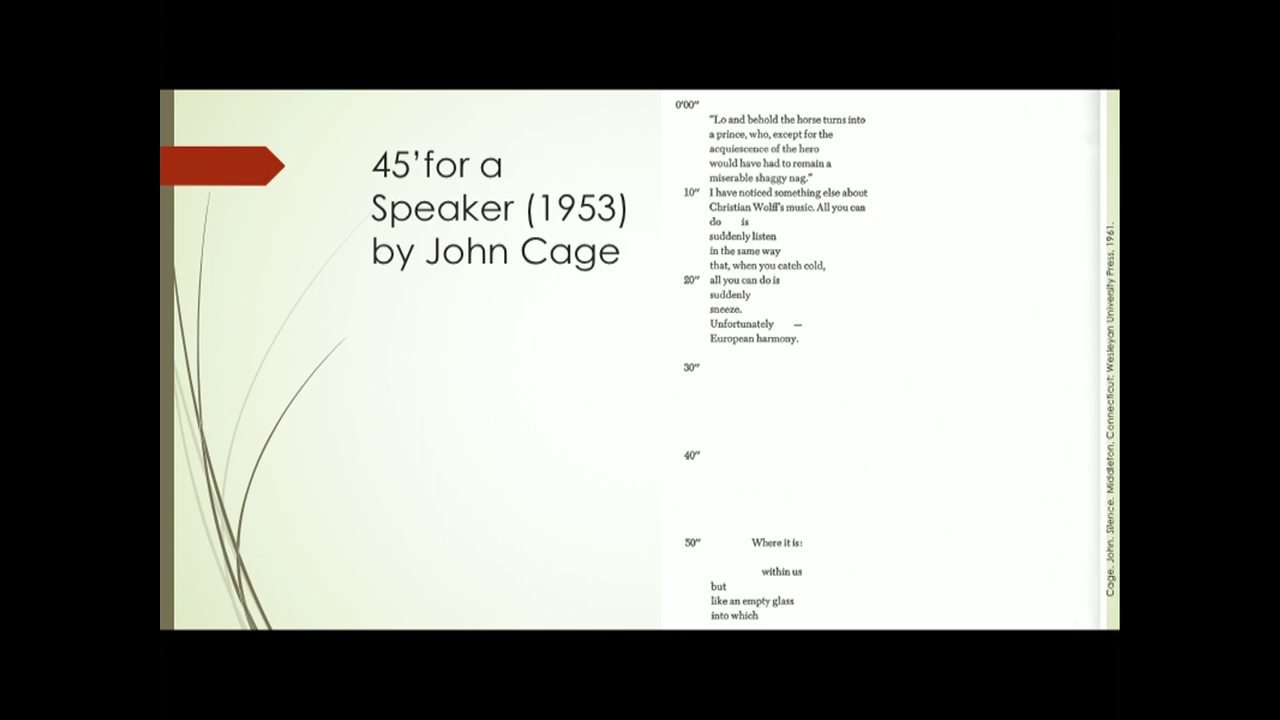 45'for a
Speaker (1953)
by John Cage
0'00"
"Lo and behold the horse turns into
a prince, who, except for the
acquiescence of the hero
would have had to remain a
miserable shaggy nag."
10" I have noticed something else about
Christian Wolff's music. All you can
do is
suddenly listen
in the same way
that, when you catch cold,
20" all you can do is
suddenly
sneeze.
Unfortunately —
European harmony.
30"
40"
50" Where it is:
within us
but
like an empty glass
into which
Cage, John. Silence. Middleton, Connecticut: Wesleyan University Press, 1961.